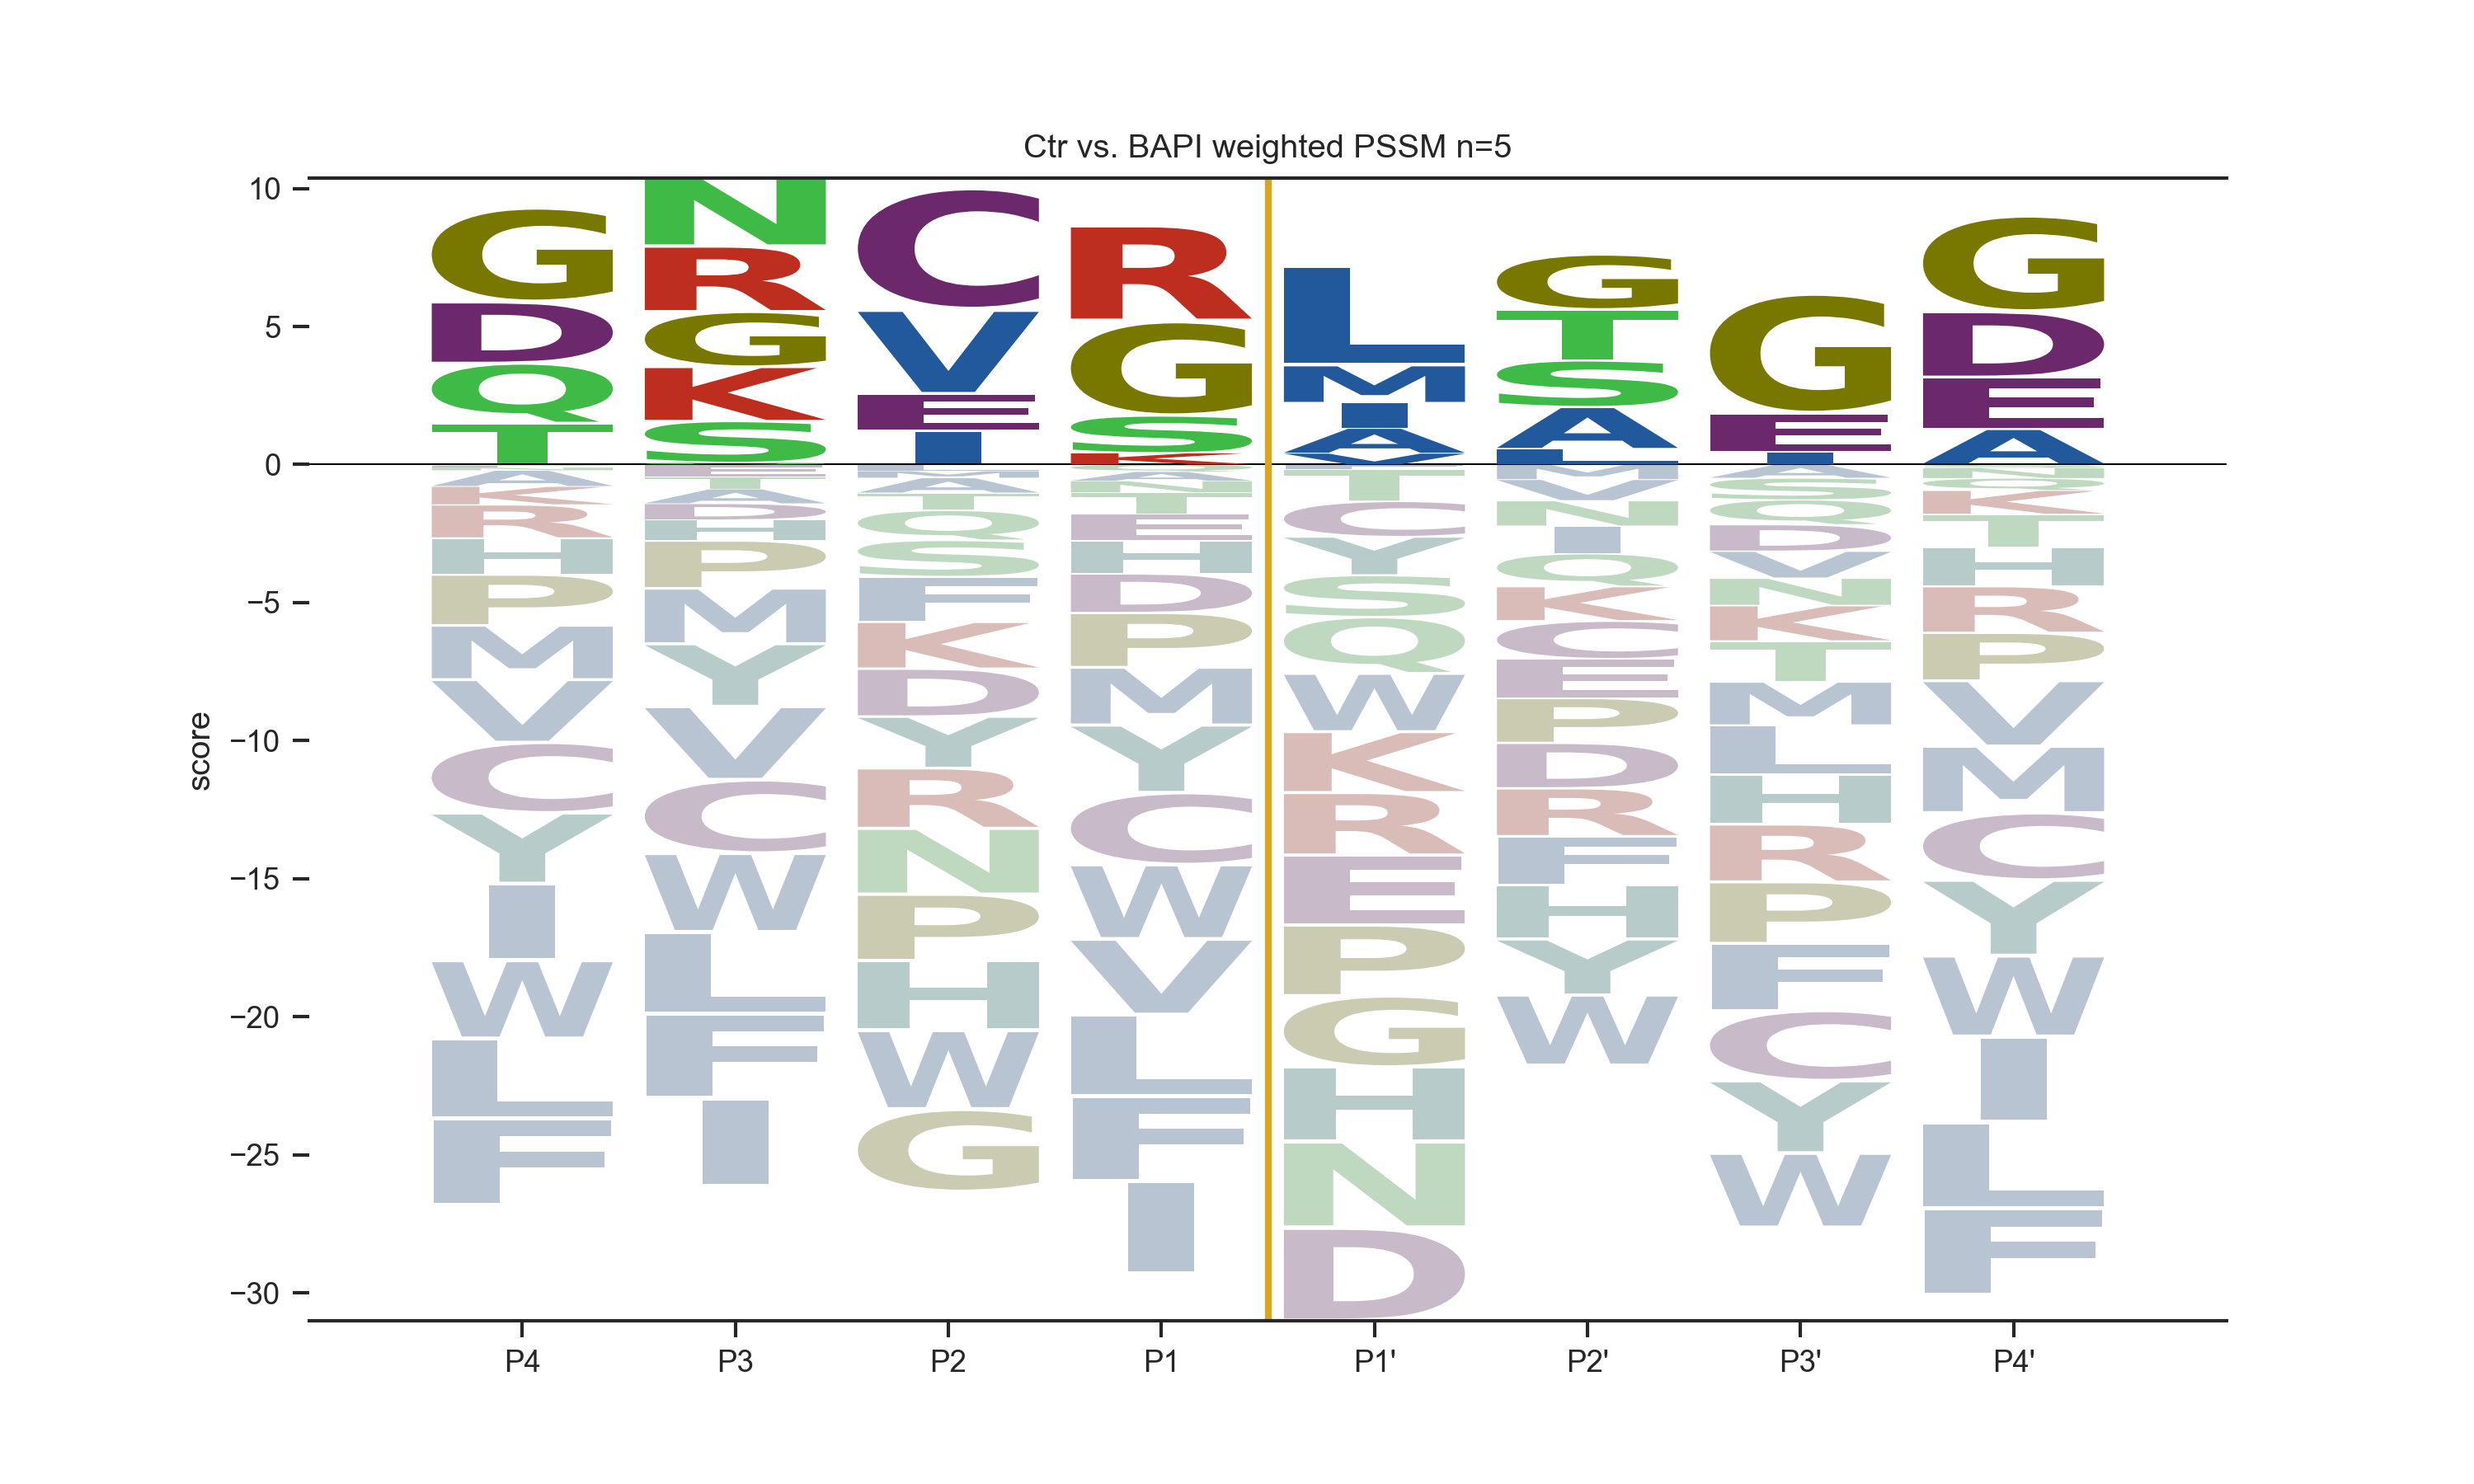 Ctr vs. BAPI weighted PSSM n=5
score
10
5
0
−5
−10
−15
−20
−25
−30
G D Q T A K R H P M V C Y I W L F
N R G K S E T A D H P M Y V C W L F I
C V E I A T Q S F K D Y R N P H W G
R G S K A N T E H D P M Y C W V L F I
L M I A V T C Y S Q W K R E P G H N D
G T S A L M V N I Q K C E P D R F H Y W
G E I A S Q D V N K T M L H R P F C Y W
G D E A N Q K T H R P V M C Y W I L F
P4 P3 P2 P1 P1' P2' P3' P4'